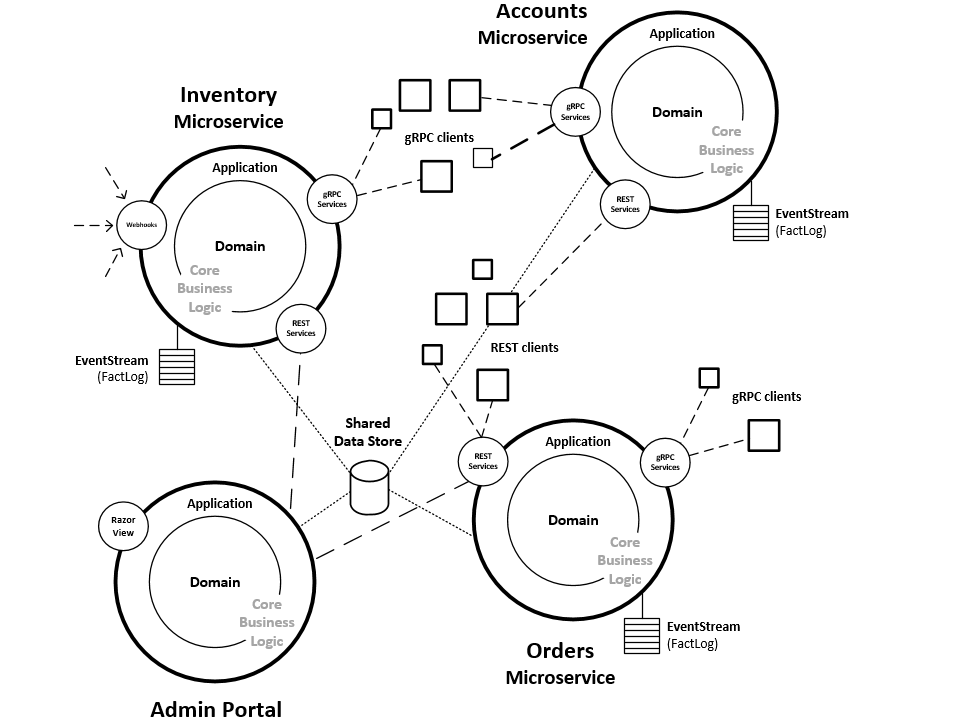 Accounts
Microservice
Application
gRPC
Services
Domain
Core
Business
Logic
REST
Services
EventStream
(FactLog)
Inventory
Microservice
Application
gRPC
Services
gRPC clients
Webhooks
Domain
Core
Business
Logic
REST
Services
EventStream
(FactLog)
REST clients
Shared
Data Store
gRPC clients
Application
REST
Services
gRPC
Services
Domain
Core
Business
Logic
EventStream
(FactLog)
Orders
Microservice
Application
Razor
View
Domain
Core
Business
Logic
Admin Portal